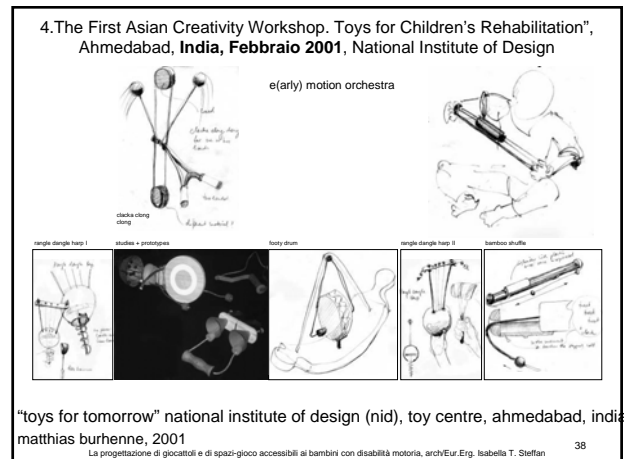 4.The First Asian Creativity Workshop. Toys for Children's Rehabilitation”,
Ahmedabad, India, Febbraio 2001, National Institute of Design
e(arly) motion orchestra
clacka clong
clong
rangle dangle harp I
studies + prototypes
footy drum
rangle dangle harp II
bamboo shuffle
“toys for tomorrow” national institute of design (nid), toy centre, ahmedabad, india
matthias burhenne, 2001
La progettazione di giocattoli e di spazi-gioco accessibili ai bambini con disabilità motoria, arch/Eur.Erg. Isabella T. Steffan
38